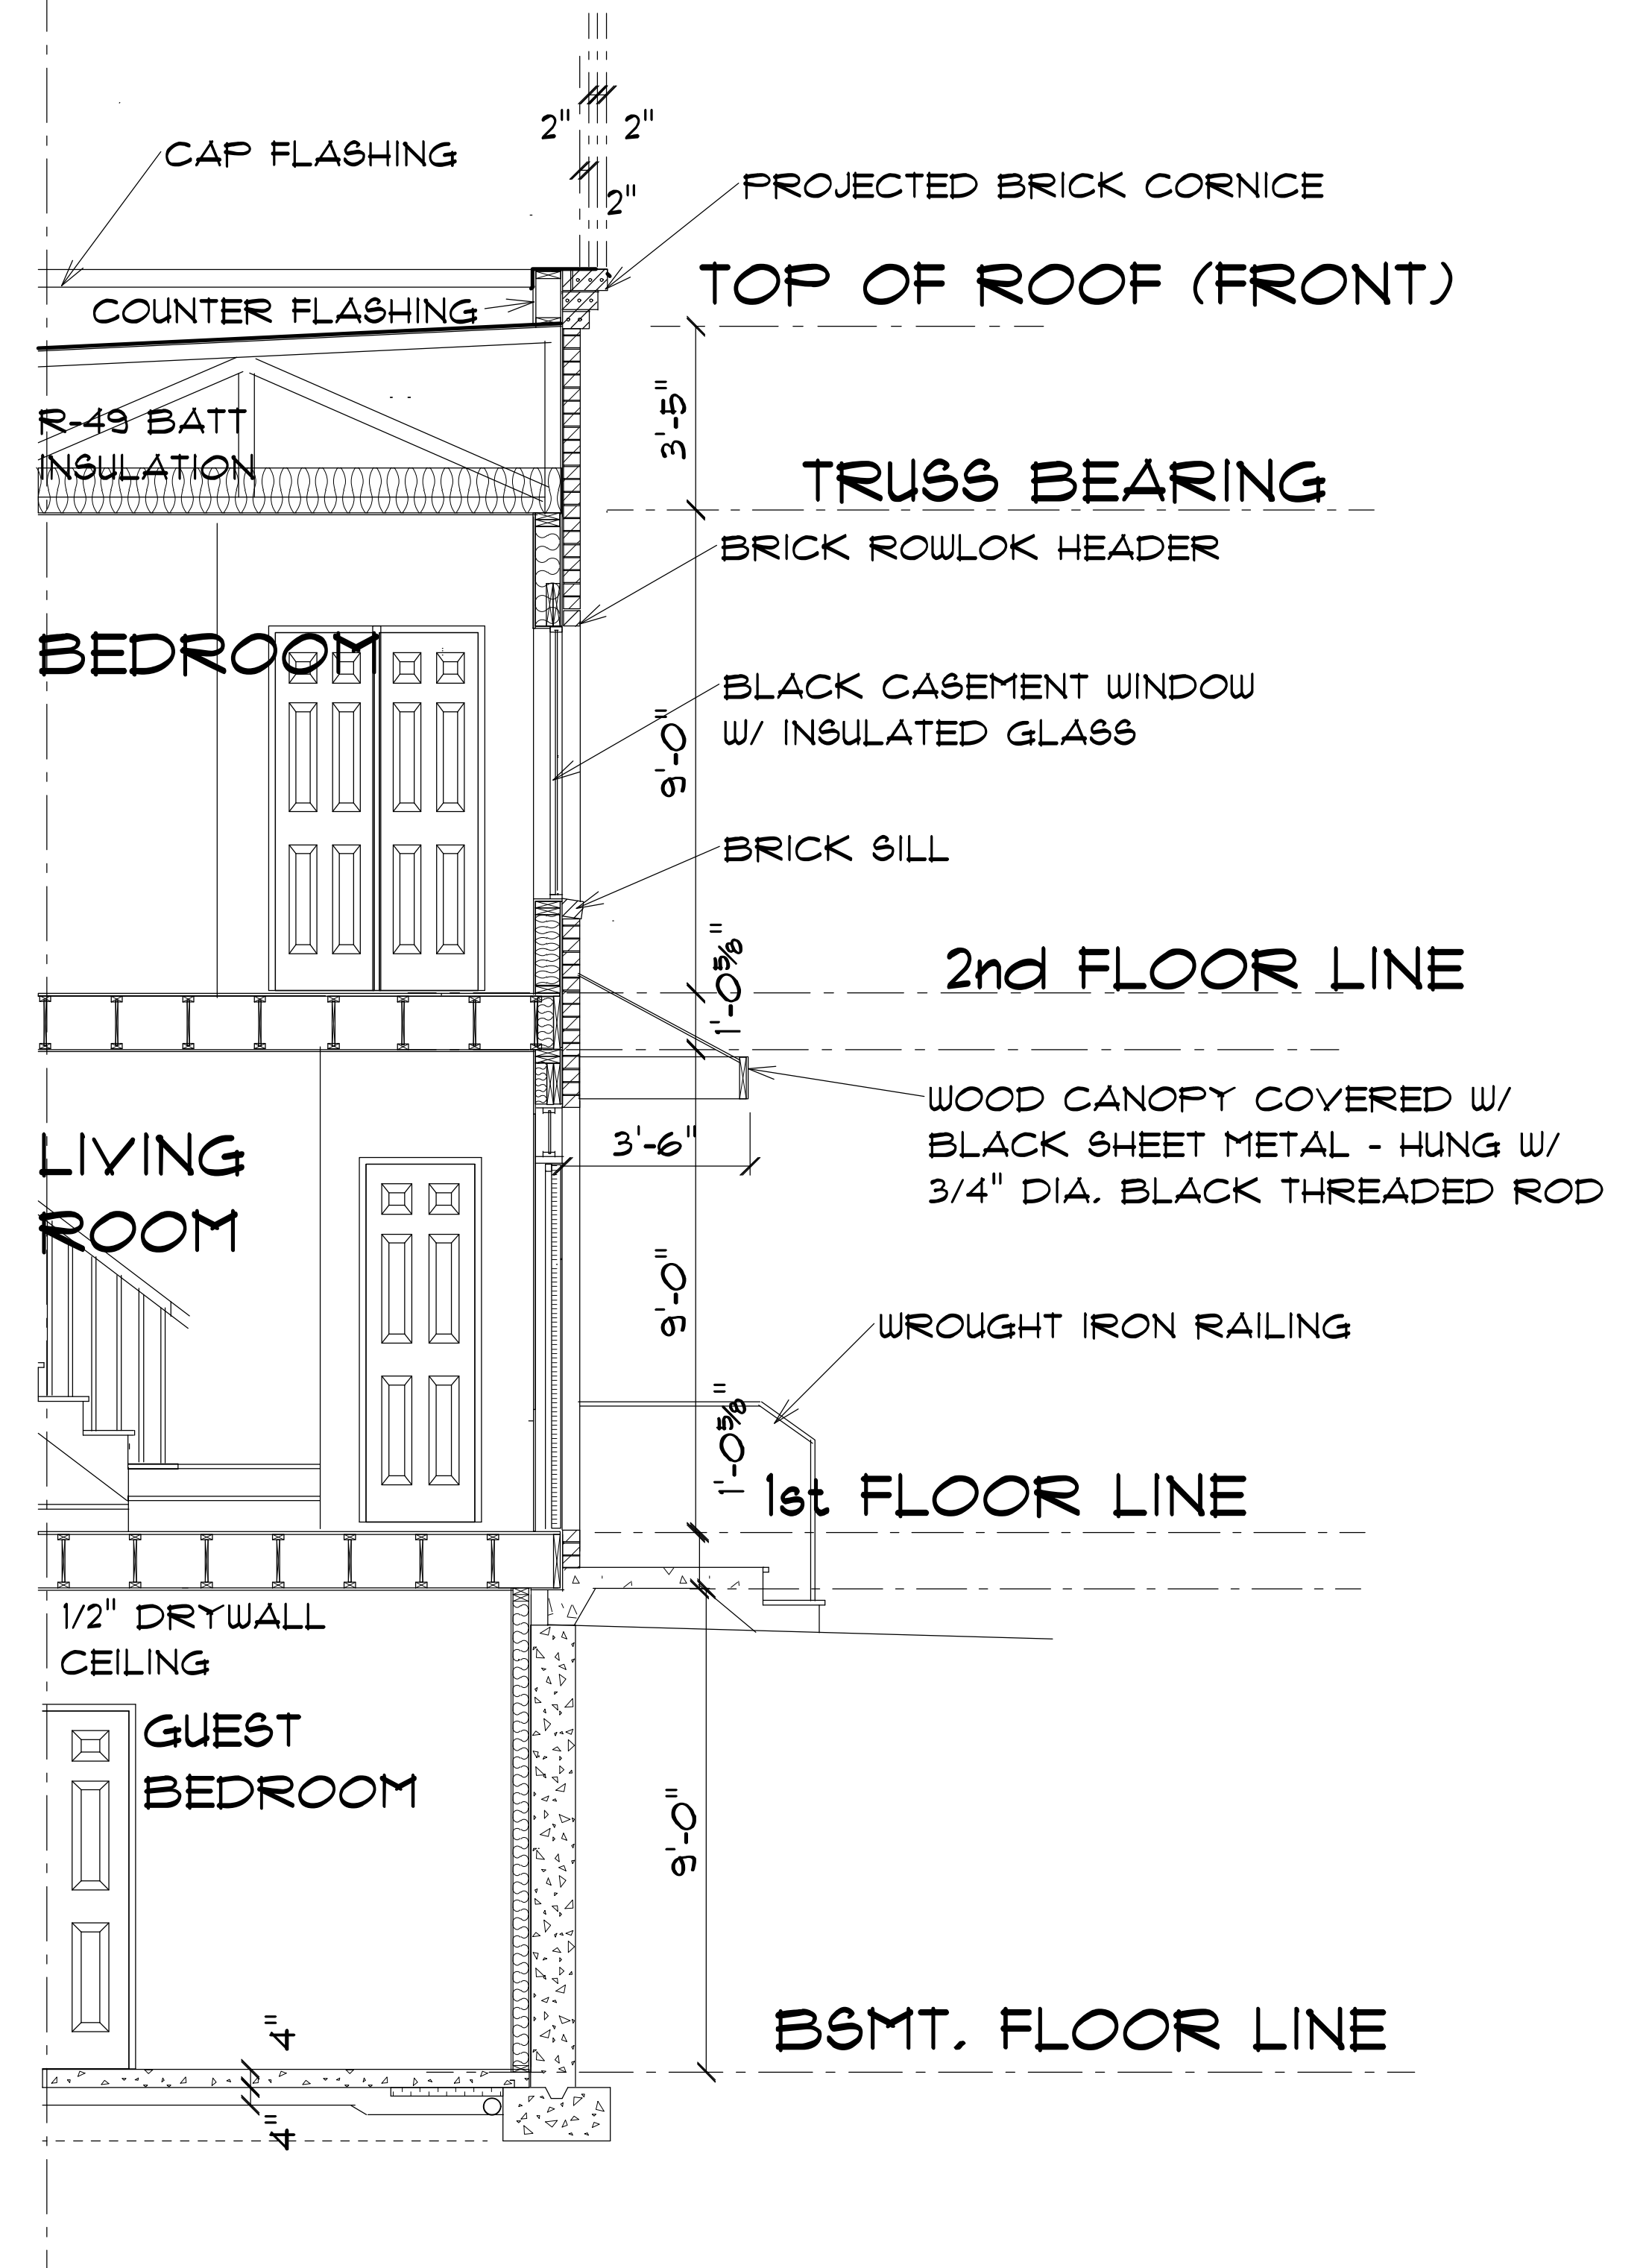 2" 2"
CAP FLASHING
2"
PROJECTED BRICK CORNICE
TOP OF ROOF (FRONT)
COUNTER FLASHING
3'-5"
R-49 BATT
INSULATION
TRUSS BEARING
BRICK ROWLOK HEADER
BEDROOM
BLACK CASEMENT WINDOW
W/ INSULATED GLASS
9'-0"
BRICK SILL
2nd FLOOR LINE
1'-0⅝"
WOOD CANOPY COVERED W/
BLACK SHEET METAL - HUNG W/
3/4" DIA. BLACK THREADED ROD
3'-6"
LIVING
ROOM
9'-0"
WROUGHT IRON RAILING
1'-0⅝"
1st FLOOR LINE
1/2" DRYWALL
CEILING
GUEST
BEDROOM
9'-0"
BSMT. FLOOR LINE
4"
4"